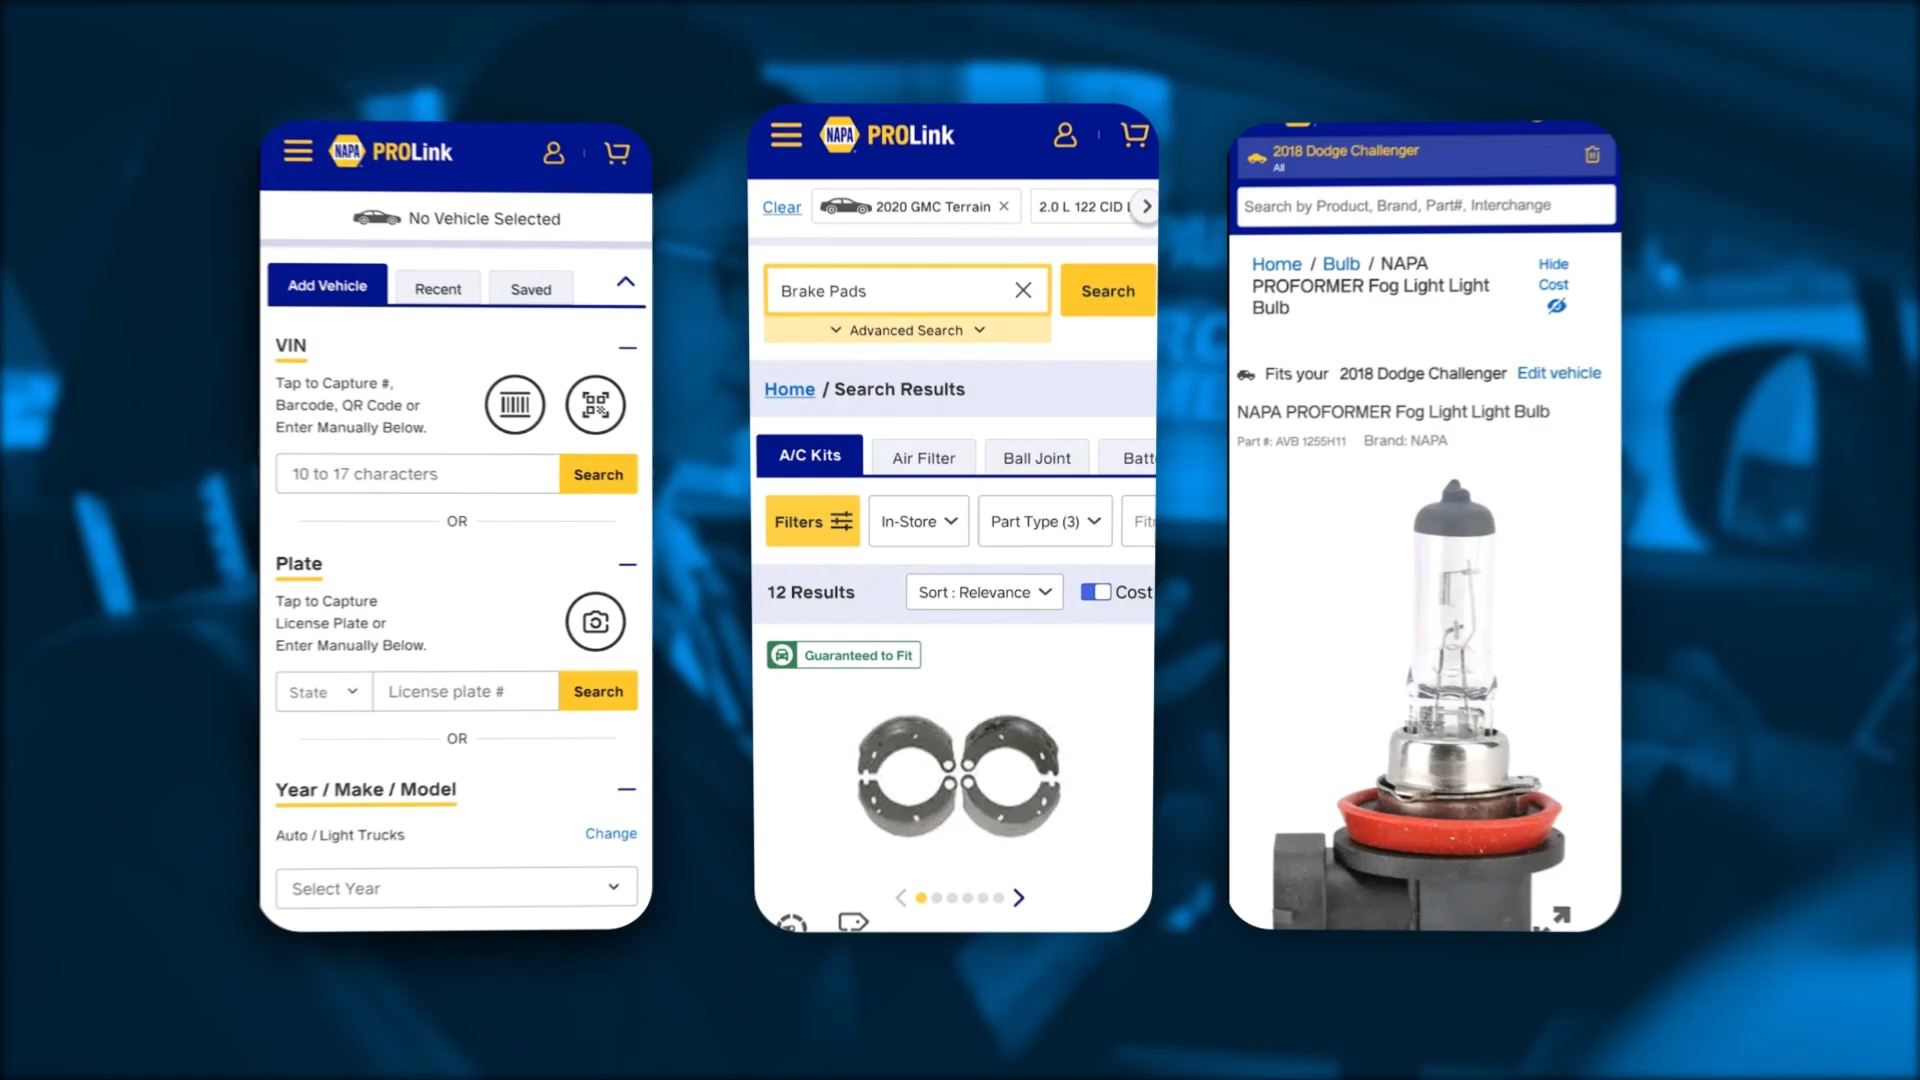 NAPA PROLink
No Vehicle Selected
Add Vehicle Recent Saved
VIN
Tap to Capture #,
Barcode, QR Code or
Enter Manually Below.
10 to 17 characters Search
OR
Plate
Tap to Capture
License Plate or
Enter Manually Below.
State License plate # Search
OR
Year / Make / Model
Auto / Light Trucks Change
Select Year
NAPA PROLink
Clear 2020 GMC Terrain 2.0 L 122 CID
Brake Pads Search
Advanced Search
Home / Search Results
A/C Kits Air Filter Ball Joint Batt
Filters In-Store Part Type (3) Fit
12 Results Sort : Relevance Cost
Guaranteed to Fit
2018 Dodge Challenger
All
Search by Product, Brand, Part#, Interchange
Home / Bulb / NAPA
PROFORMER Fog Light Light
Bulb
Hide
Cost
Fits your 2018 Dodge Challenger Edit vehicle
NAPA PROFORMER Fog Light Light Bulb
Part #: AVB 1255H11 Brand: NAPA